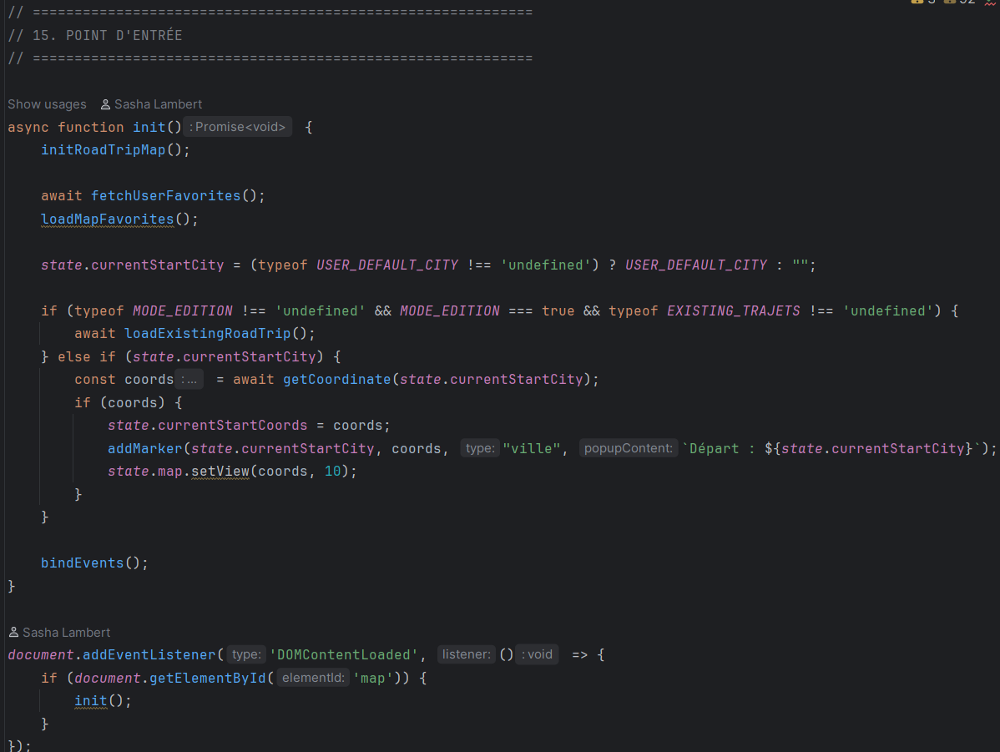 // ============================================================
// 15. POINT D'ENTRÉE
// ============================================================
Show usages Sasha Lambert
async function init() : Promise<void> {
    initRoadTripMap();

    await fetchUserFavorites();
    loadMapFavorites();

    state.currentStartCity = (typeof USER_DEFAULT_CITY !== 'undefined') ? USER_DEFAULT_CITY : "";

    if (typeof MODE_EDITION !== 'undefined' && MODE_EDITION === true && typeof EXISTING_TRAJETS !== 'undefined') {
        await loadExistingRoadTrip();
    } else if (state.currentStartCity) {
        const coords : ... = await getCoordinate(state.currentStartCity);
        if (coords) {
            state.currentStartCoords = coords;
            addMarker(state.currentStartCity, coords, type: "ville", popupContent: `Départ : ${state.currentStartCity}`);
            state.map.setView(coords, 10);
        }
    }

    bindEvents();
}

Sasha Lambert
document.addEventListener( type: 'DOMContentLoaded', listener: () : void => {
    if (document.getElementById( elementId: 'map')) {
        init();
    }
});